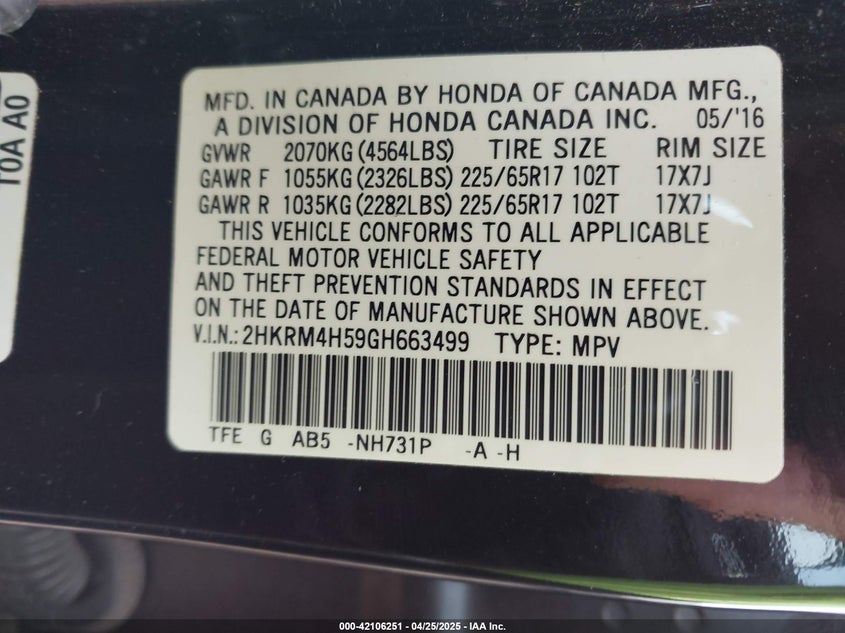 T0A A0
MFD. IN CANADA BY HONDA OF CANADA MFG.,
A DIVISION OF HONDA CANADA INC. 05/'16
GVWR 2070KG (4564LBS) TIRE SIZE RIM SIZE
GAWR F 1055KG (2326LBS) 225/65R17 102T 17X7J
GAWR R 1035KG (2282LBS) 225/65R17 102T 17X7J
THIS VEHICLE CONFORMS TO ALL APPLICABLE
FEDERAL MOTOR VEHICLE SAFETY
AND THEFT PREVENTION STANDARDS IN EFFECT
ON THE DATE OF MANUFACTURE SHOWN ABOVE.
V.I.N.: 2HKRM4H59GH663499 TYPE: MPV
TFE G AB5 -NH731P -A -H
000-42106251 | 04/25/2025 - IAA Inc.